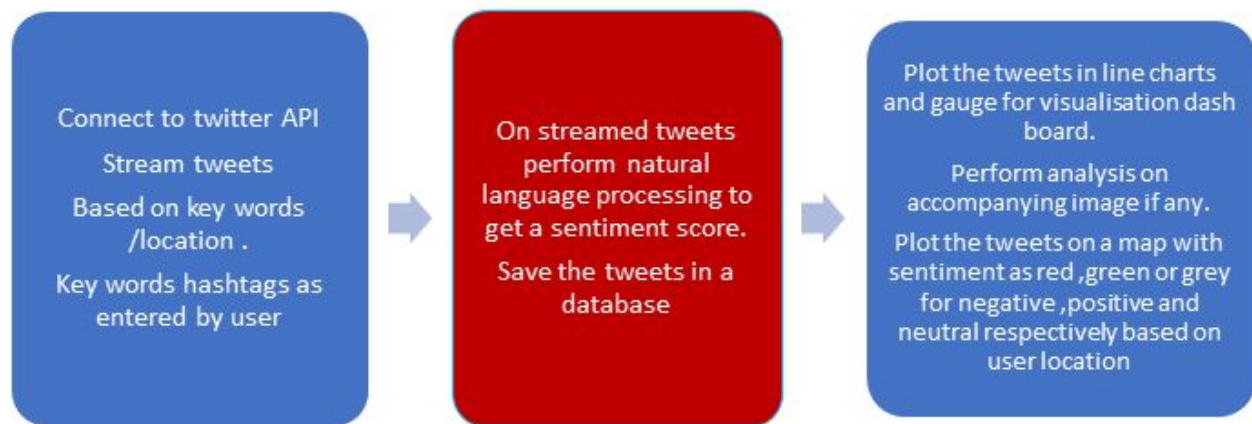 Connect to twitter API
Stream tweets
Based on key words
/location .
Key words hashtags as
entered by user
On streamed tweets
perform natural
language processing to
get a sentiment score.
Save the tweets in a
database
Plot the tweets in line charts
and gauge for visualisation dash
board.
Perform analysis on
accompanying image if any.
Plot the tweets on a map with
sentiment as red ,green or grey
for negative ,positive and
neutral respectively based on
user location